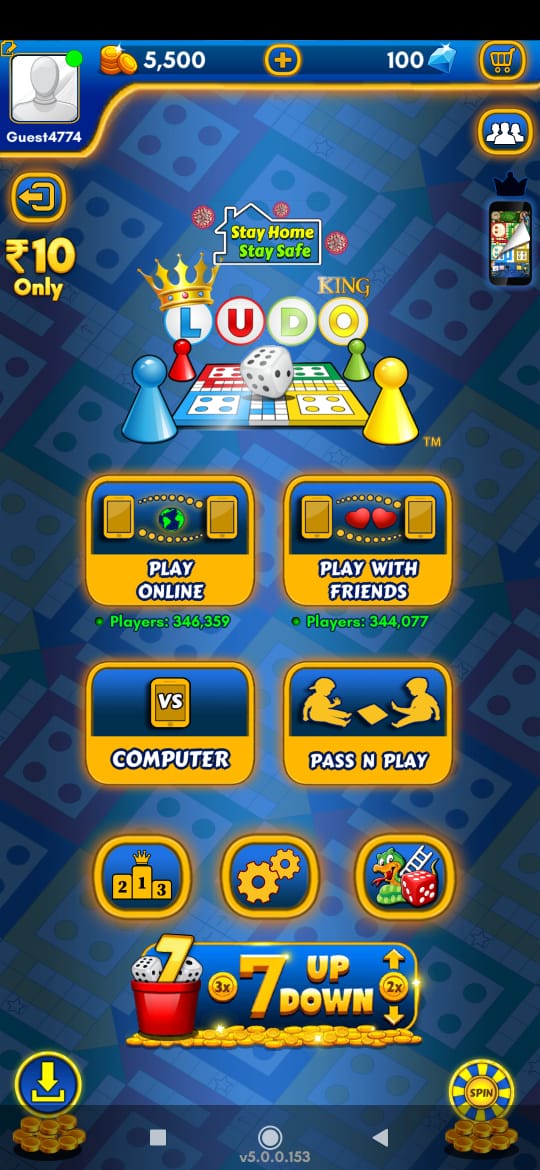 5,500
100
Guest4774
₹10
Only
Stay Home
Stay Safe
KING
LUDO
TM
PLAY
ONLINE
PLAY WITH
FRIENDS
Players: 346,359
Players: 344,077
VS
COMPUTER
PASS N PLAY
2 1 3
7
3x
7 UP
DOWN
2x
SPIN
v5.0.0.153